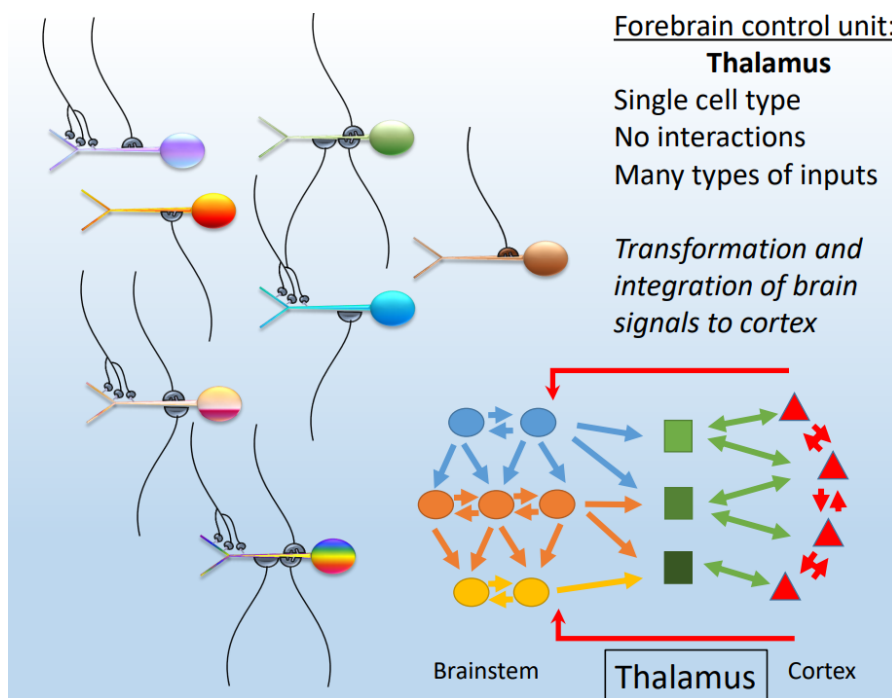 Forebrain control unit:
Thalamus
Single cell type
No interactions
Many types of inputs
Transformation and
integration of brain
signals to cortex
Brainstem
Thalamus
Cortex